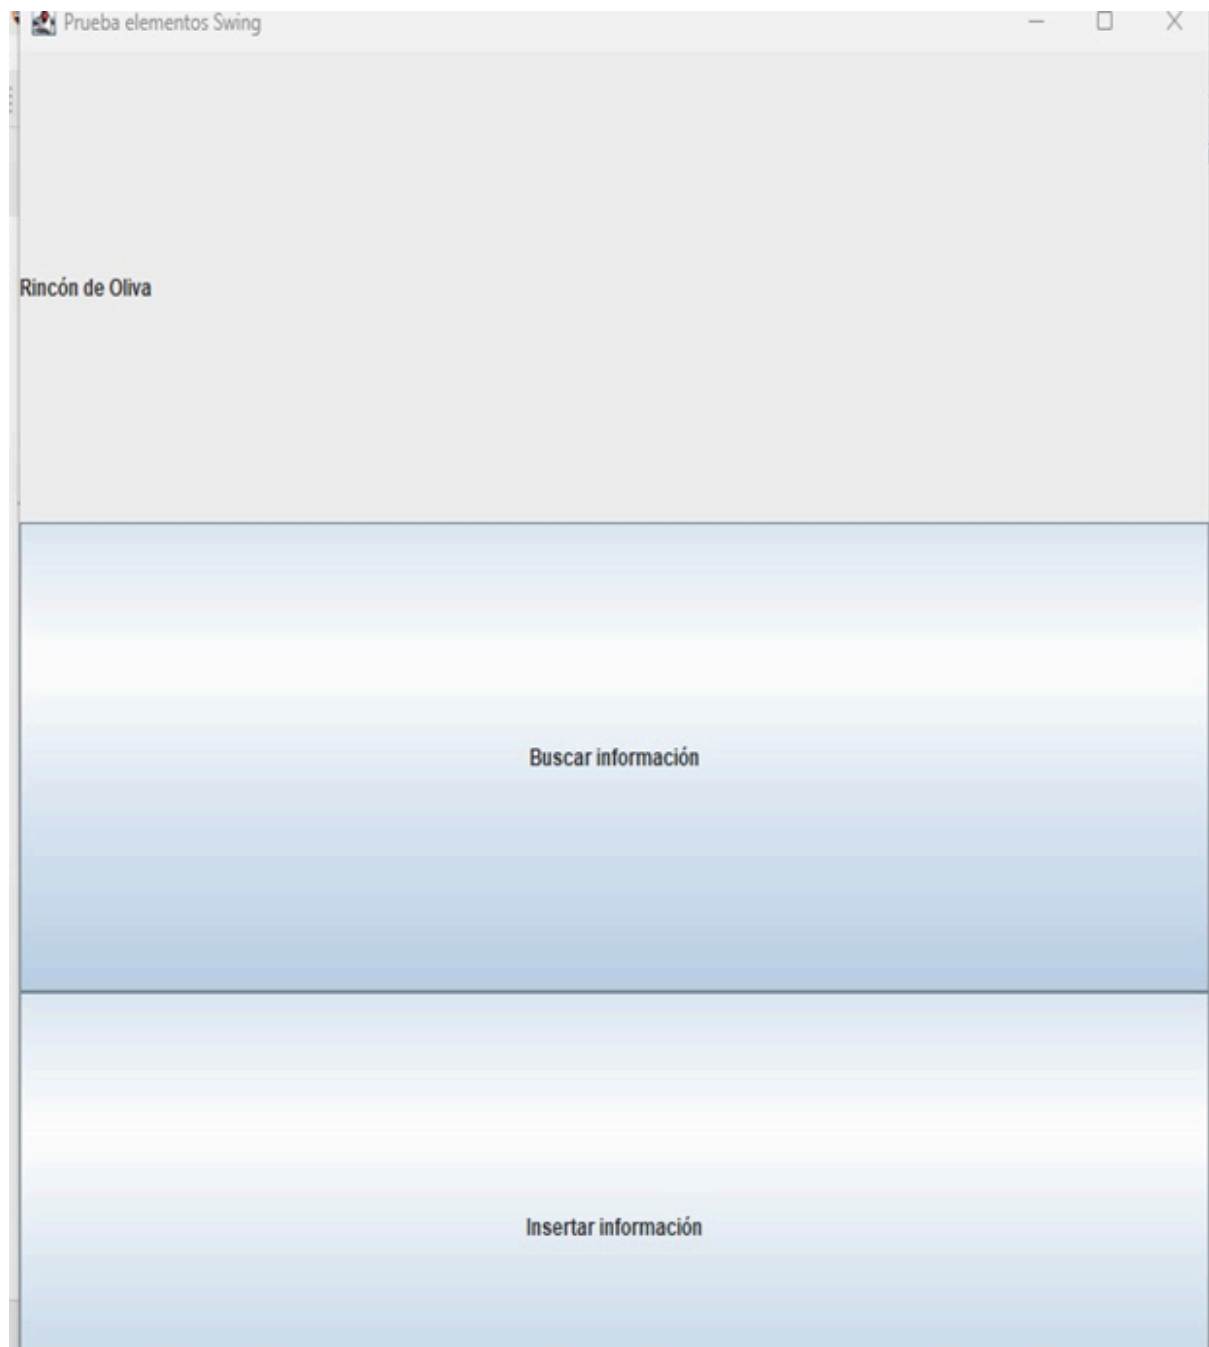 Prueba elementos Swing
Rincón de Oliva
Buscar información
Insertar información